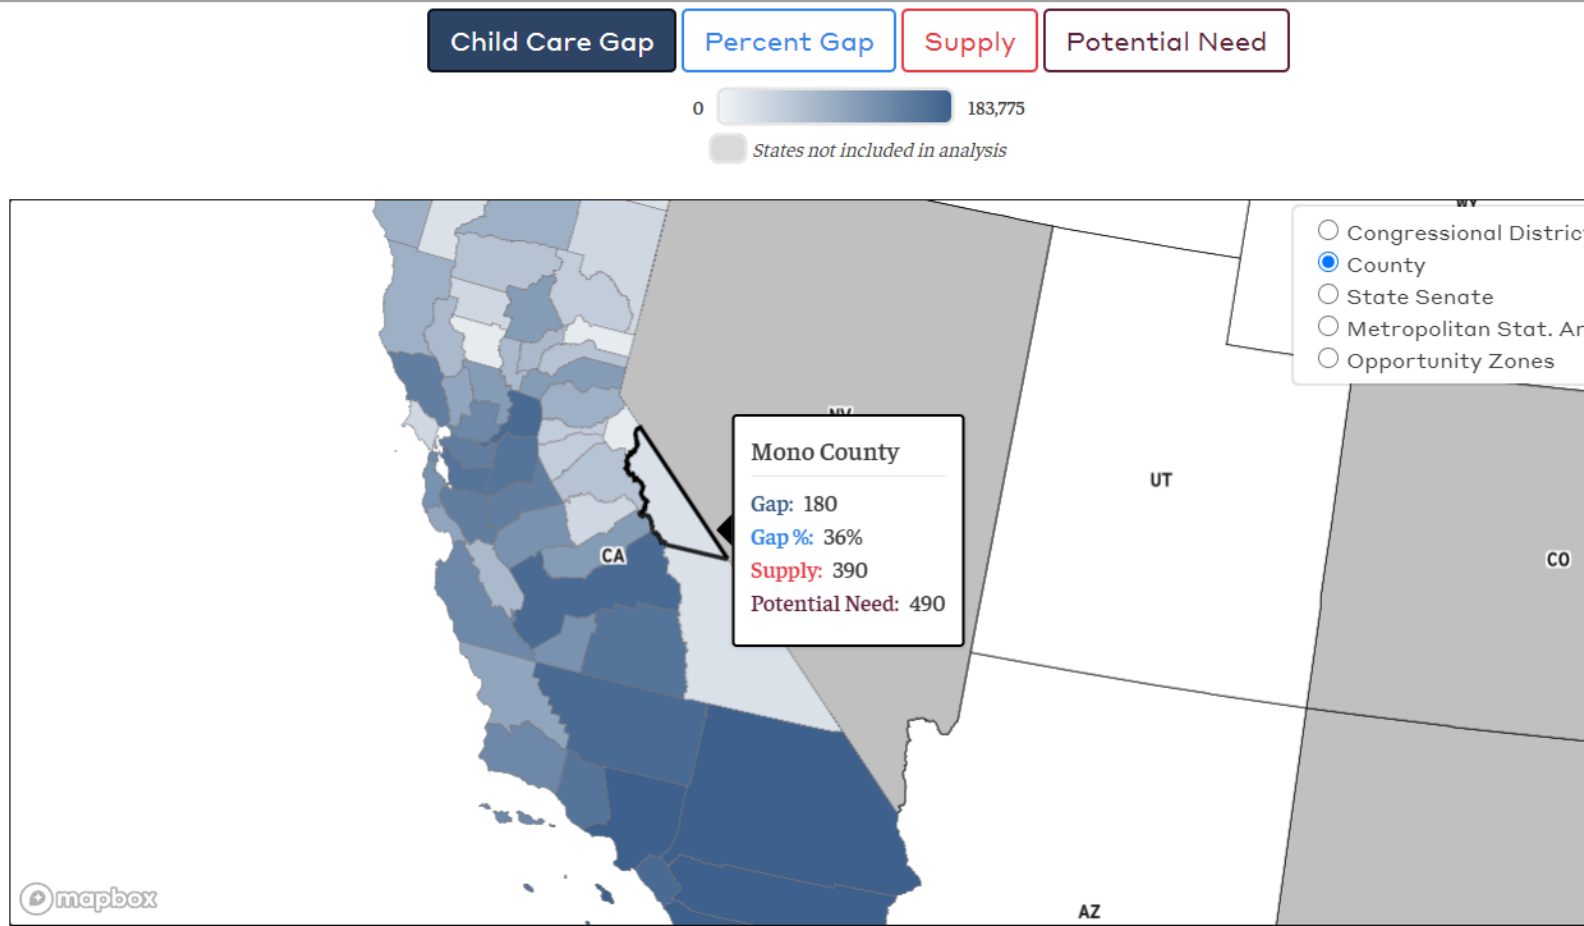 Child Care Gap
Percent Gap
Supply
Potential Need
0
183,775
States not included in analysis
WY
Congressional Distric
County
State Senate
Metropolitan Stat. Ar
Opportunity Zones
NV
Mono County
Gap: 180
Gap %: 36%
Supply: 390
Potential Need: 490
UT
CA
CO
AZ
mapbox